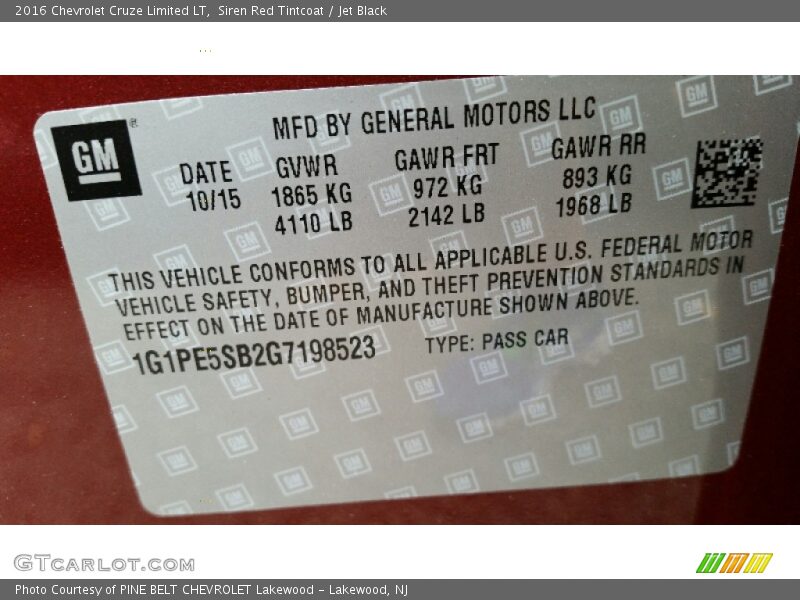 2016 Chevrolet Cruze Limited LT,  Siren Red Tintcoat / Jet Black
GM ®
MFD BY GENERAL MOTORS LLC
DATE GVWR GAWR FRT GAWR RR
10/15 1865 KG 972 KG 893 KG
4110 LB 2142 LB 1968 LB
THIS VEHICLE CONFORMS TO ALL APPLICABLE U.S. FEDERAL MOTOR
VEHICLE SAFETY, BUMPER, AND THEFT PREVENTION STANDARDS IN
EFFECT ON THE DATE OF MANUFACTURE SHOWN ABOVE.
1G1PE5SB2G7198523 TYPE: PASS CAR
GTCARLOT.COM
Photo Courtesy of PINE BELT CHEVROLET Lakewood - Lakewood, NJ